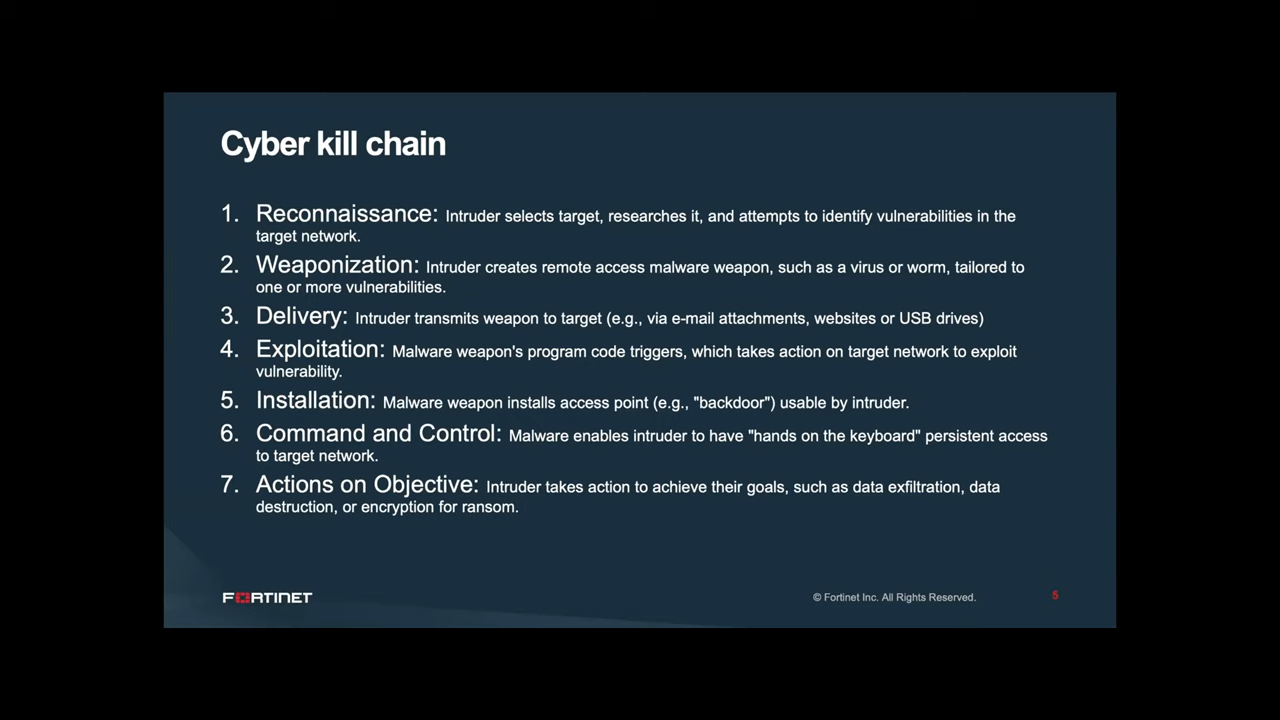 Cyber kill chain
1. Reconnaissance: Intruder selects target, researches it, and attempts to identify vulnerabilities in the
target network.
2. Weaponization: Intruder creates remote access malware weapon, such as a virus or worm, tailored to
one or more vulnerabilities.
3. Delivery: Intruder transmits weapon to target (e.g., via e-mail attachments, websites or USB drives)
4. Exploitation: Malware weapon's program code triggers, which takes action on target network to exploit
vulnerability.
5. Installation: Malware weapon installs access point (e.g., "backdoor") usable by intruder.
6. Command and Control: Malware enables intruder to have "hands on the keyboard" persistent access
to target network.
7. Actions on Objective: Intruder takes action to achieve their goals, such as data exfiltration, data
destruction, or encryption for ransom.
FORTINET
© Fortinet Inc. All Rights Reserved.
5